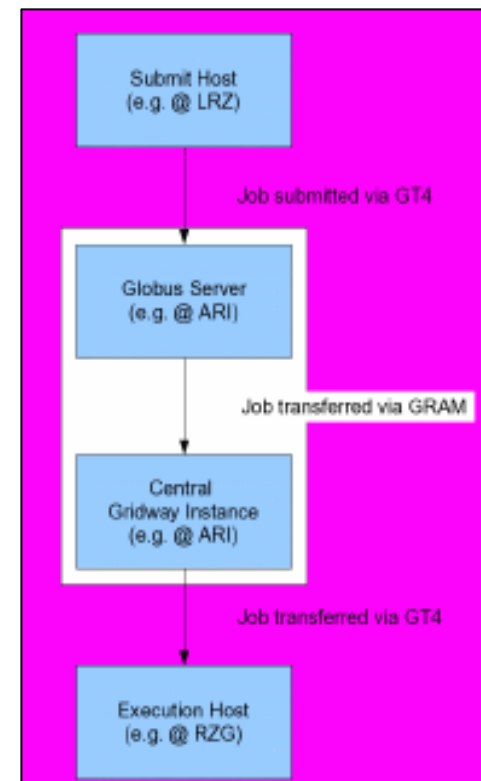 Submit Host
(e.g. @ LRZ)
Job submitted via GT4
Globus Server
(e.g. @ ARI)
Job transferred via GRAM
Central
Gridway Instance
(e.g. @ ARI)
Job transferred via GT4
Execution Host
(e.g. @ RZG)